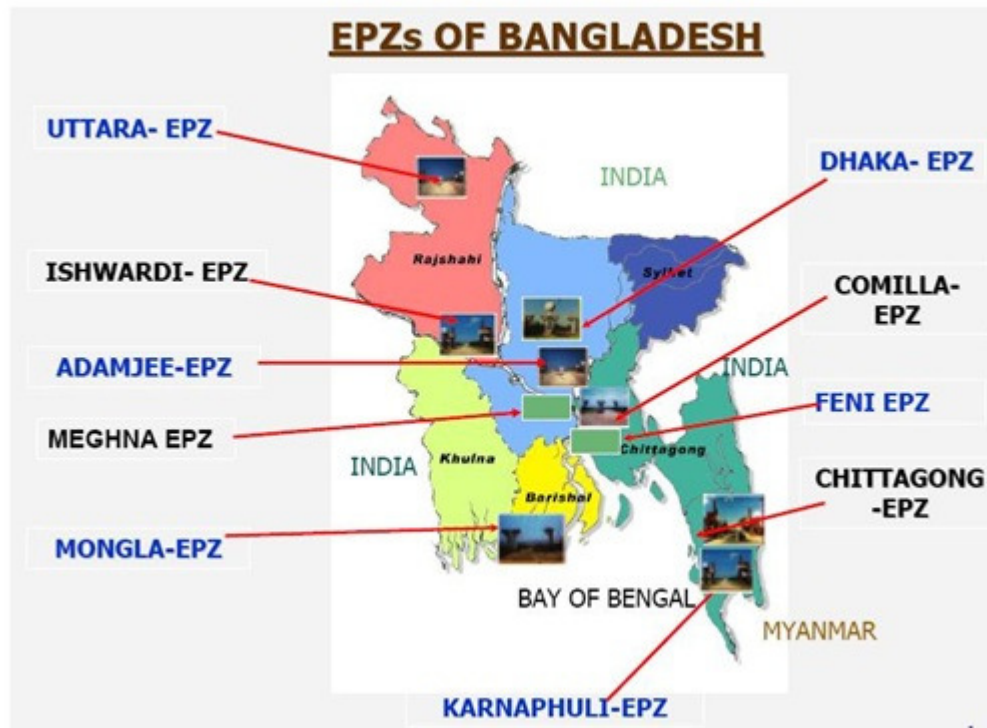 EPZs OF BANGLADESH
UTTARA- EPZ
DHAKA- EPZ
INDIA
Rajshahi
Sylhet
ISHWARDI- EPZ
COMILLA-
EPZ
ADAMJEE-EPZ
INDIA
FENI EPZ
MEGHNA EPZ
Chittagong
Khulna
INDIA
CHITTAGONG
-EPZ
Barishal
MONGLA-EPZ
BAY OF BENGAL
MYANMAR
KARNAPHULI-EPZ